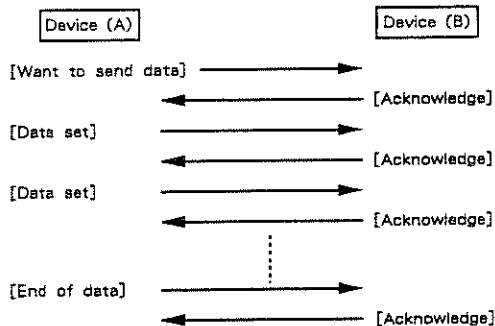 Device (A) Device (B)
[Want to send data]
[Acknowledge]
[Data set]
[Acknowledge]
[Data set]
[Acknowledge]
[End of data]
[Acknowledge]